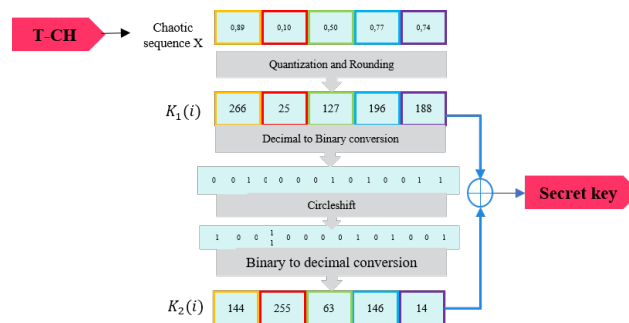 T-CH
Chaotic
sequence X
0,89 0,10 0,50 0,77 0,74
Quantization and Rounding
K₁(i)
266 25 127 196 188
Decimal to Binary conversion
0 0 1 0 0 0 0 1 0 1 0 0 1 1
Circleshift
1 0 0 1 0 0 0 0 1 0 1 0 0 1
1
Binary to decimal conversion
K₂(i)
144 255 63 146 14
Secret key